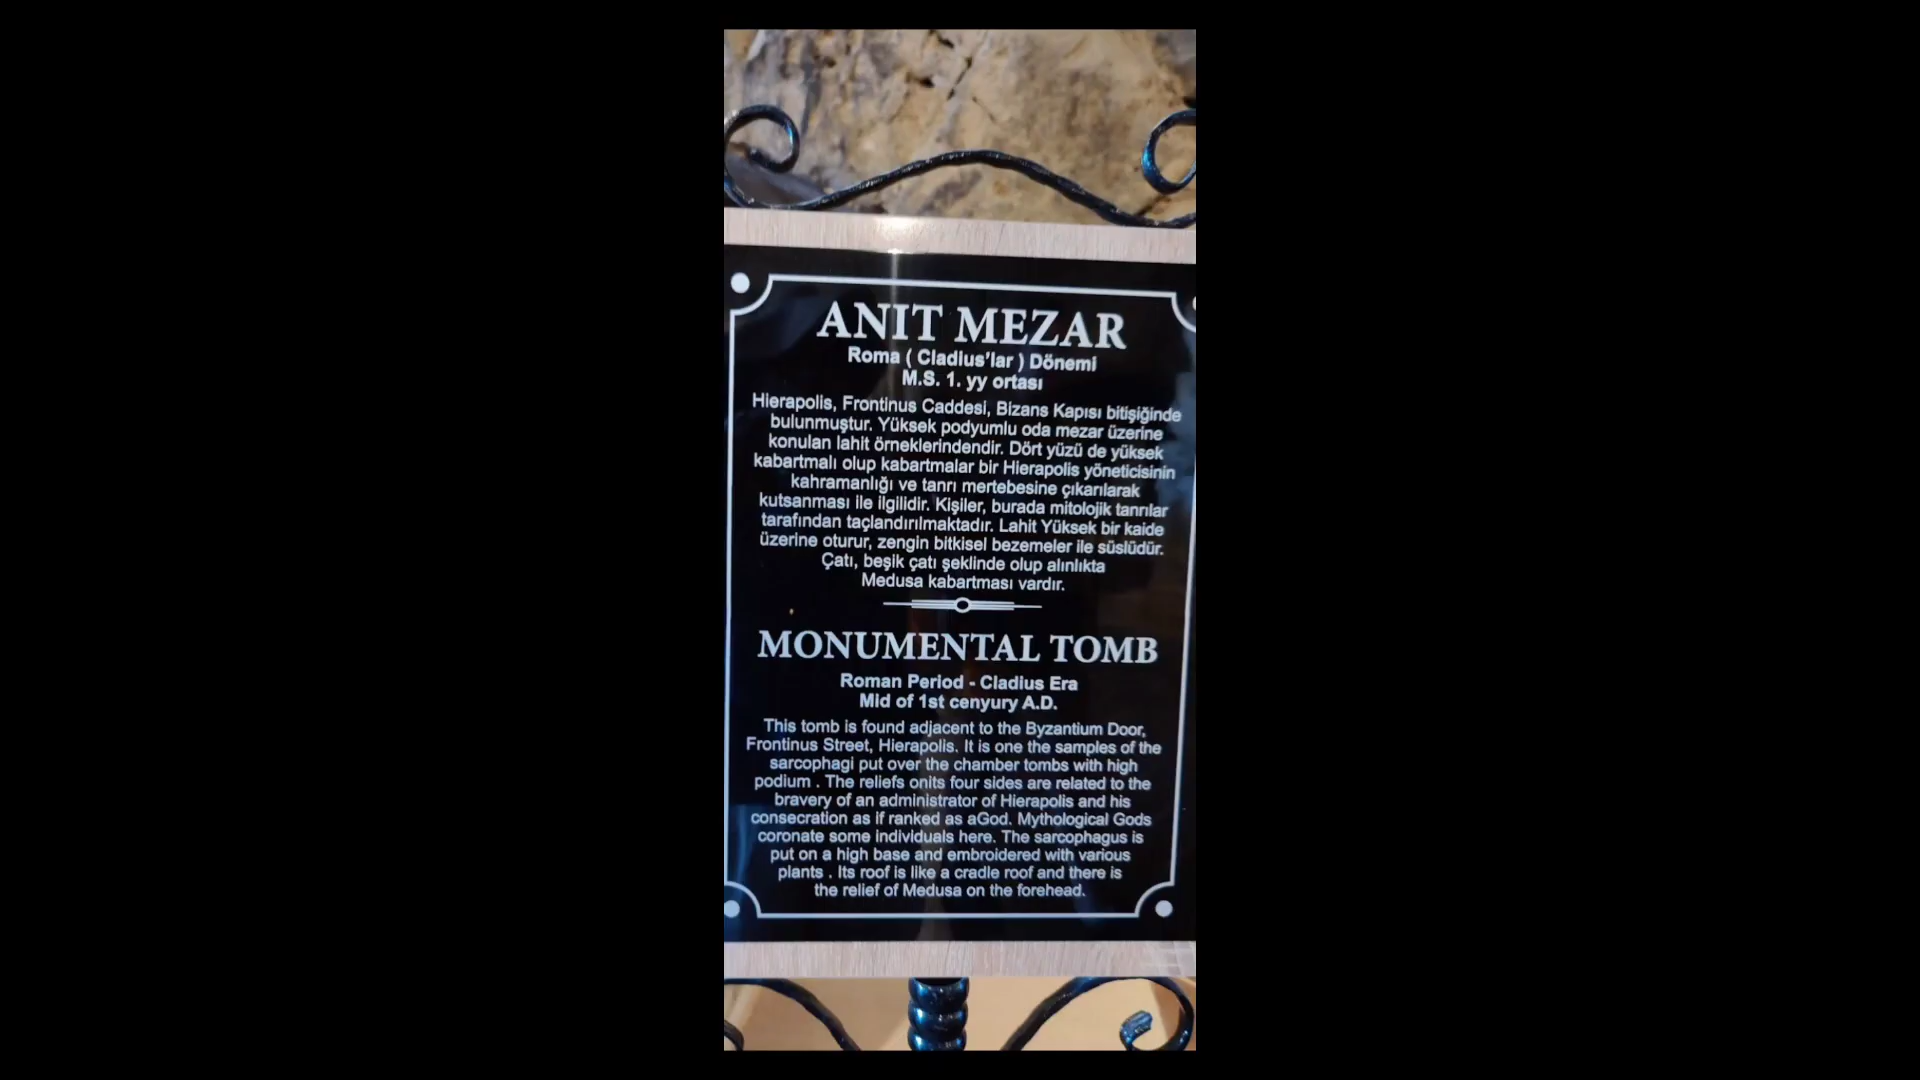 ANIT MEZAR
Roma ( Cladius'lar ) Dönemi
M.S. 1. yy ortası
Hierapolis, Frontinus Caddesi, Bizans Kapısı bitişiğinde
bulunmuştur. Yüksek podyumlu oda mezar üzerine
konulan lahit örneklerindendir. Dört yüzü de yüksek
kabartmalı olup kabartmalar bir Hierapolis yöneticisinin
kahramanlığı ve tanrı mertebesine çıkarılarak
kutsanması ile ilgilidir. Kişiler, burada mitolojik tanrılar
tarafından taçlandırılmaktadır. Lahit Yüksek bir kaide
üzerine oturur, zengin bitkisel bezemeler ile süslüdür.
Çatı, beşik çatı şeklinde olup alınlıkta
Medusa kabartması vardır.
MONUMENTAL TOMB
Roman Period - Cladius Era
Mid of 1st cenyury A.D.
This tomb is found adjacent to the Byzantium Door,
Frontinus Street, Hierapolis. It is one the samples of the
sarcophagi put over the chamber tombs with high
podium . The reliefs onits four sides are related to the
bravery of an administrator of Hierapolis and his
consecration as if ranked as aGod. Mythological Gods
coronate some individuals here. The sarcophagus is
put on a high base and embroidered with various
plants . Its roof is like a cradle roof and there is
the relief of Medusa on the forehead.